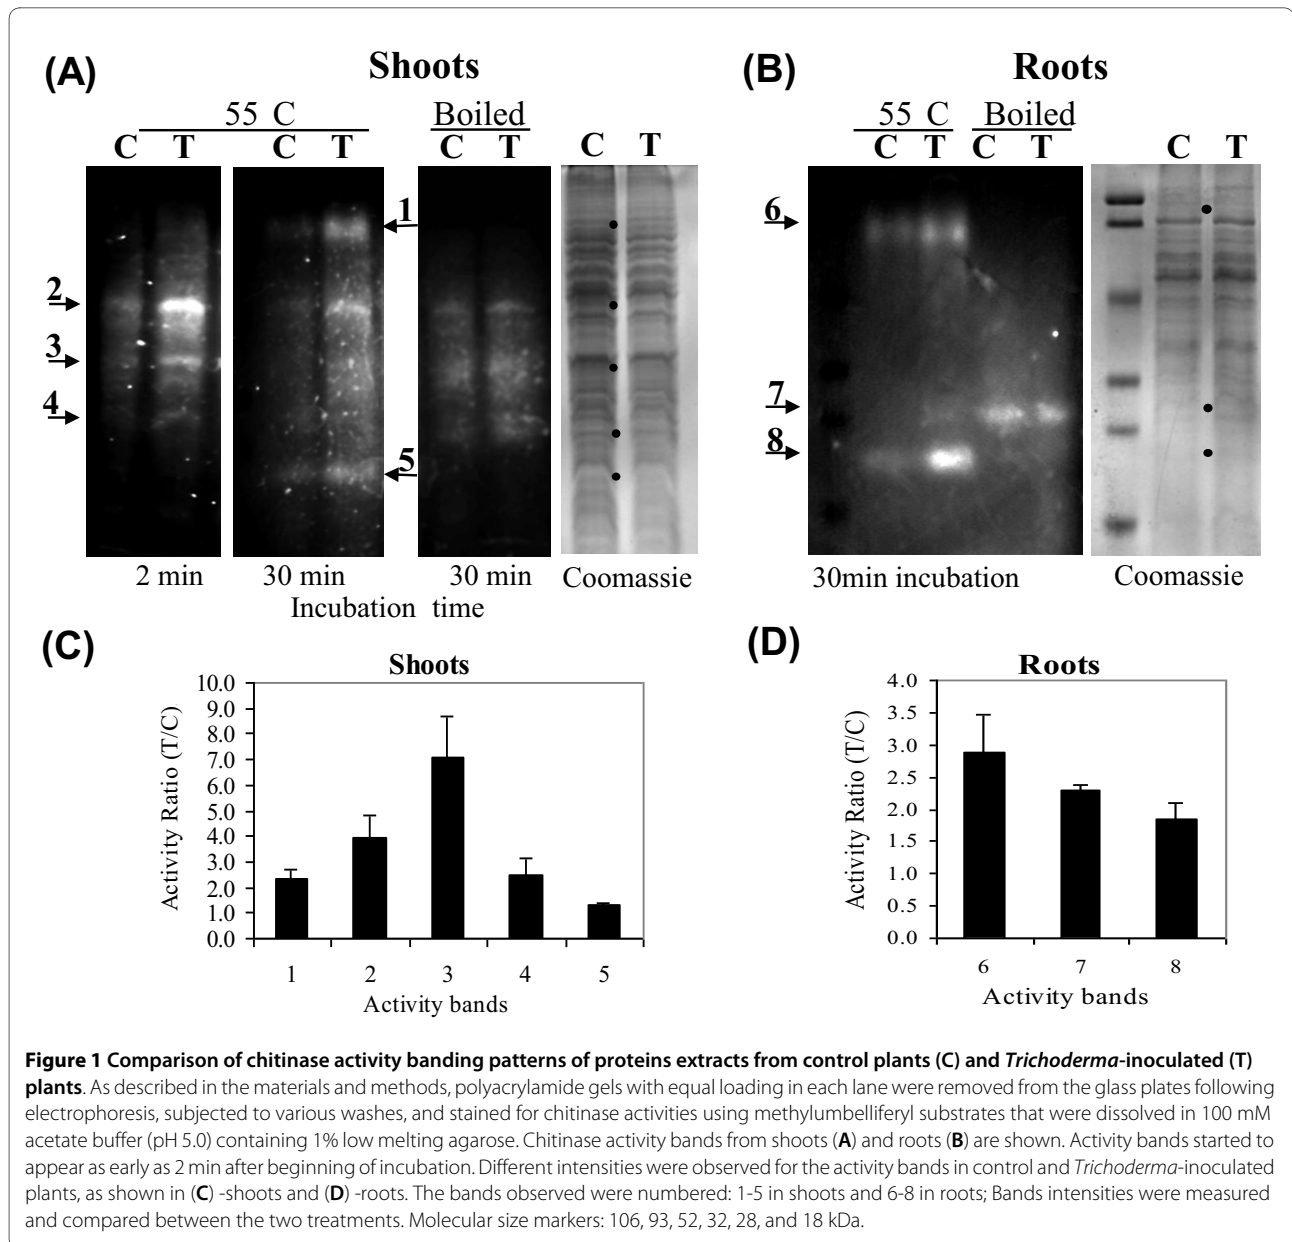 (A)
Shoots
55 C
Boiled
C T C T C T C T
1
2
3
4
5
2 min 30 min 30 min Coomassie
Incubation time
(B)
Roots
55 C Boiled
C T C T C T
6
7
8
30min incubation Coomassie
(C)
Shoots
Activity Ratio (T/C)
10.0
9.0
8.0
7.0
6.0
5.0
4.0
3.0
2.0
1.0
0.0
1 2 3 4 5
Activity bands
(D)
Roots
Activity Ratio (T/C)
4.0
3.5
3.0
2.5
2.0
1.5
1.0
0.5
0.0
6 7 8
Activity bands
Figure 1 Comparison of chitinase activity banding patterns of proteins extracts from control plants (C) and Trichoderma-inoculated (T)
plants. As described in the materials and methods, polyacrylamide gels with equal loading in each lane were removed from the glass plates following
electrophoresis, subjected to various washes, and stained for chitinase activities using methylumbelliferyl substrates that were dissolved in 100 mM
acetate buffer (pH 5.0) containing 1% low melting agarose. Chitinase activity bands from shoots (A) and roots (B) are shown. Activity bands started to
appear as early as 2 min after beginning of incubation. Different intensities were observed for the activity bands in control and Trichoderma-inoculated
plants, as shown in (C) -shoots and (D) -roots. The bands observed were numbered: 1-5 in shoots and 6-8 in roots; Bands intensities were measured
and compared between the two treatments. Molecular size markers: 106, 93, 52, 32, 28, and 18 kDa.